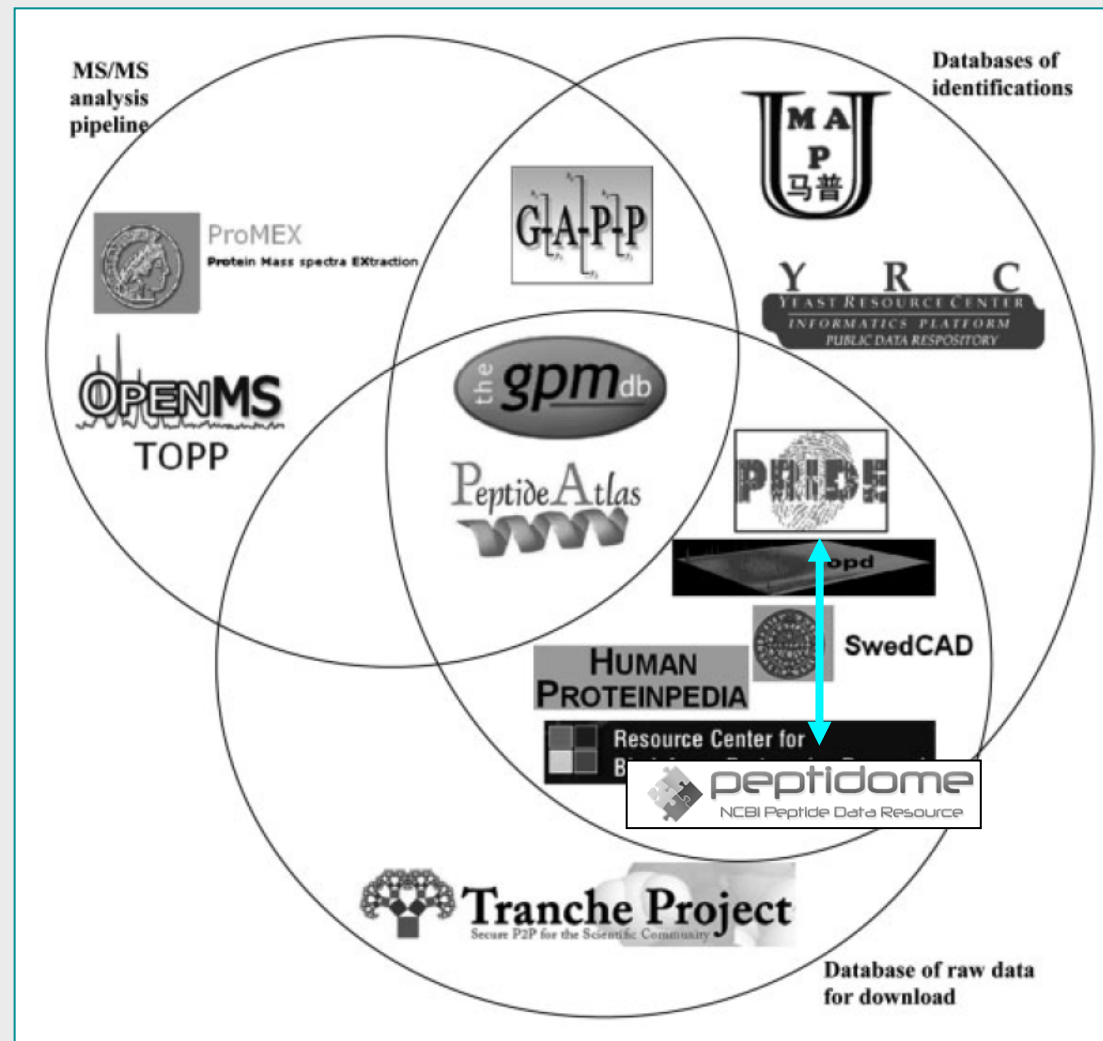 MS/MS
analysis
pipeline
Databases of
identifications
M A
P
马普
G-A-P-P
ProMEX
Protein Mass spectra EXtraction
Y R C
YEAST RESOURCE CENTER
INFORMATICS PLATFORM
PUBLIC DATA RESPOSITORY
OPENMS
TOPP
the gpm db
Peptide Atlas
PRIDE
opd
SwedCAD
HUMAN
PROTEINPEDIA
Resource Center for
peptidome
NCBI Peptide Data Resource
Tranche Project
Secure P2P for the Scientific Community
Database of raw data
for download